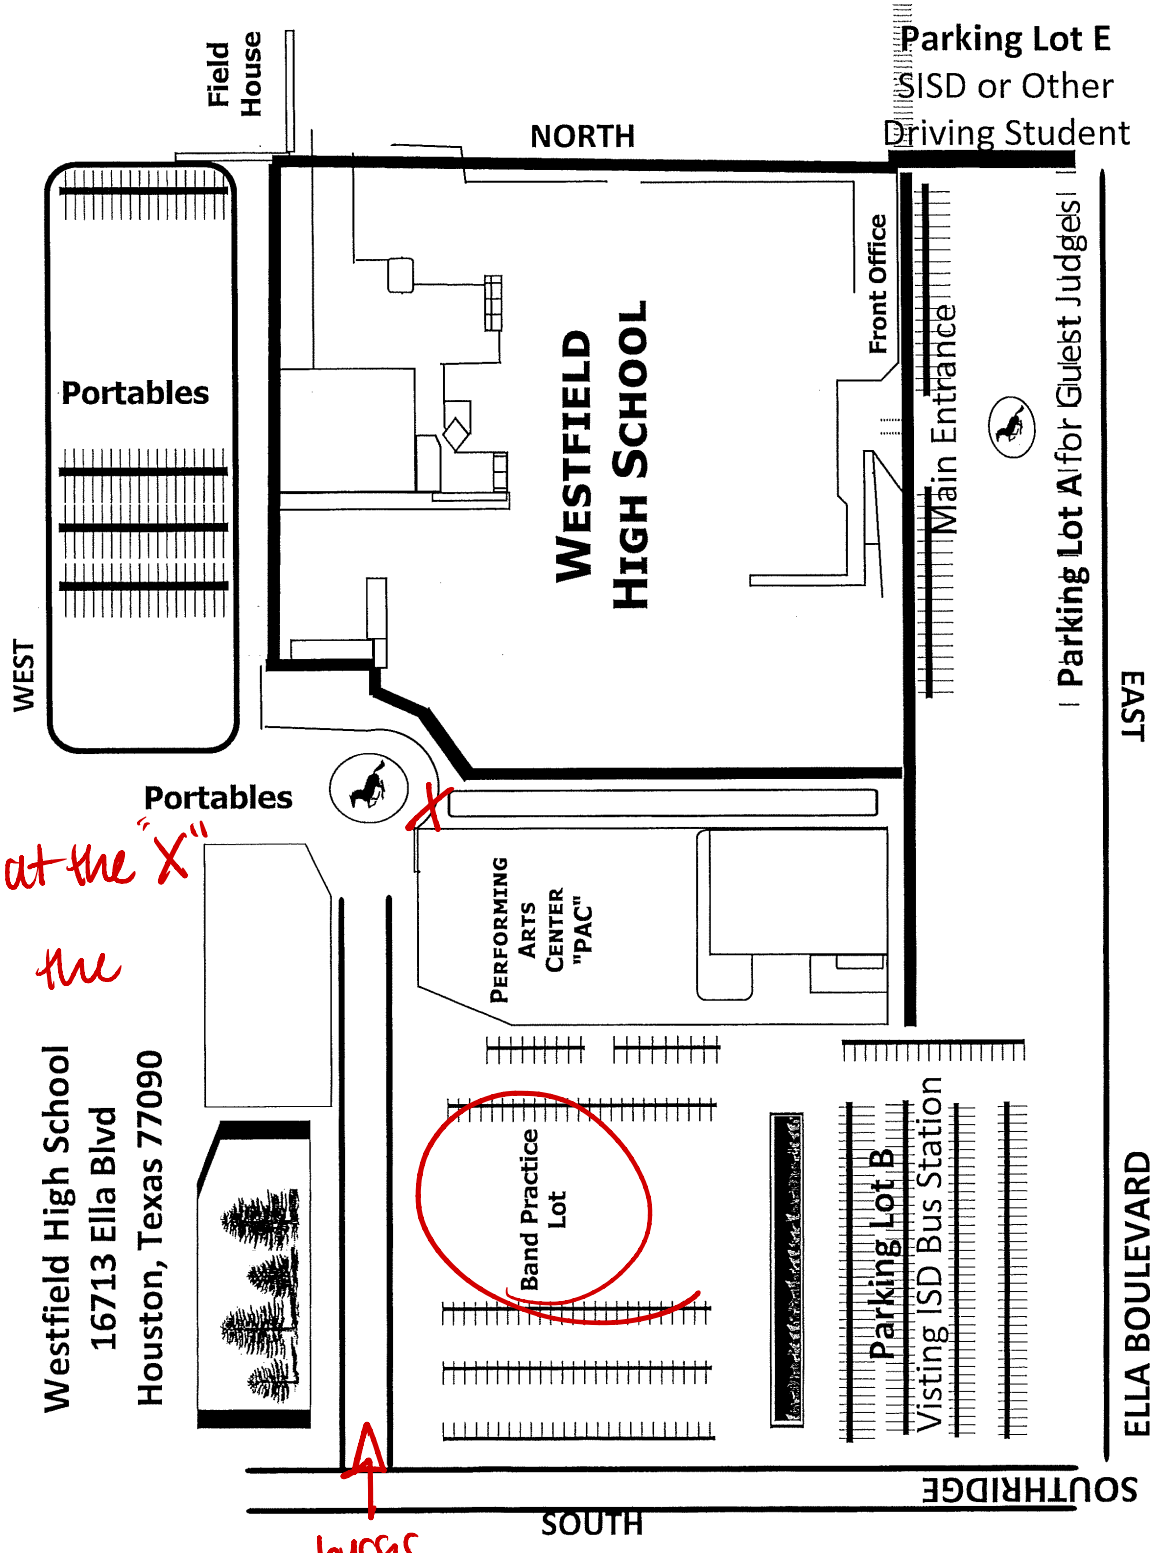 Parking Lot E
SISD or Other
Driving Student
Field
House
NORTH
Front Office
Main Entrance
Parking Lot A for Guest Judges
Portables
WESTFIELD
HIGH SCHOOL
WEST
EAST
Portables
at the "X"
X
the
PERFORMING
ARTS
CENTER
"PAC"
Westfield High School
16713 Ella Blvd
Houston, Texas 77090
Band Practice
Lot
Parking Lot B
Visting ISD Bus Station
ELLA BOULEVARD
SOUTHRIDGE
SOUTH